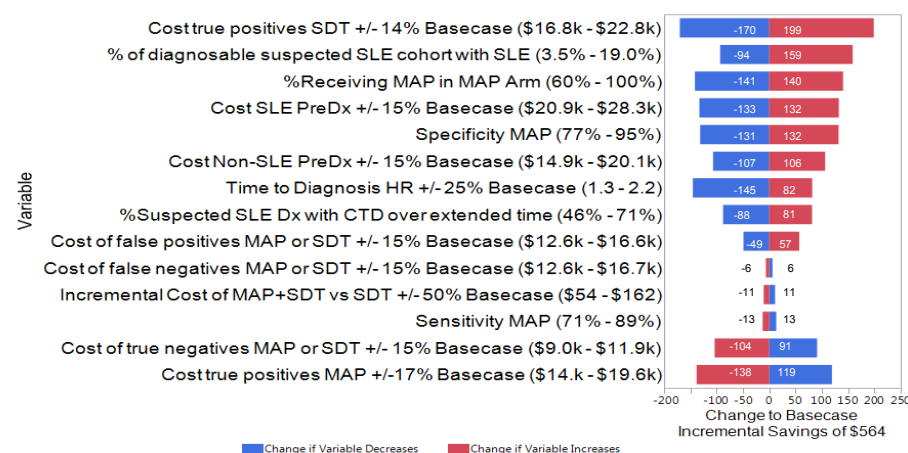 Cost true positives SDT +/-14% Basecase ($16.8k - $22.8k) -170 199
% of diagnosable suspected SLE cohort with SLE (3.5% - 19.0%) -94 159
%Receiving MAP in MAP Arm (60% - 100%) -141 140
Cost SLE PreDx +/-15% Basecase ($20.9k - $28.3k) -133 132
Specificity MAP (77% - 95%) -131 132
Cost Non-SLE PreDx +/-15% Basecase ($14.9k - $20.1k) -107 106
Time to Diagnosis HR +/-25% Basecase (1.3 - 2.2) -145 82
%Suspected SLE Dx with CTD over extended time (46% - 71%) -88 81
Cost of false positives MAP or SDT +/-15% Basecase ($12.6k - $16.6k) -49 57
Cost of false negatives MAP or SDT +/-15% Basecase ($12.6k - $16.7k) -6 6
Incremental Cost of MAP+SDT vs SDT +/-50% Basecase ($54 - $162) -11 11
Sensitivity MAP (71% - 89%) -13 13
Cost of true negatives MAP or SDT +/-15% Basecase ($9.0k - $11.9k) -104 91
Cost true positives MAP +/-17% Basecase ($14.k - $19.6k) -138 119
Variable
-200 -150 -100 -50 0 50 100 150 200 250
Change to Basecase
Incremental Savings of $564
Change if Variable Decreases Change if Variable Increases